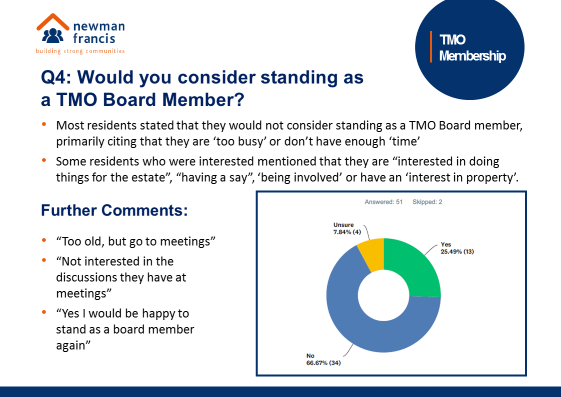 newman
francis
building strong communities
TMO
Membership
Q4: Would you consider standing as
a TMO Board Member?
• Most residents stated that they would not consider standing as a TMO Board member,
primarily citing that they are ‘too busy’ or don’t have enough ‘time’
• Some residents who were interested mentioned that they are “interested in doing
things for the estate”, “having a say”, ‘being involved’ or have an ‘interest in property’.
Further Comments:
• “Too old, but go to meetings”
• “Not interested in the
discussions they have at
meetings”
• “Yes I would be happy to
stand as a board member
again”
Answered: 51 Skipped: 2
Unsure
7.84% (4)
Yes
25.49% (13)
No
66.67% (34)